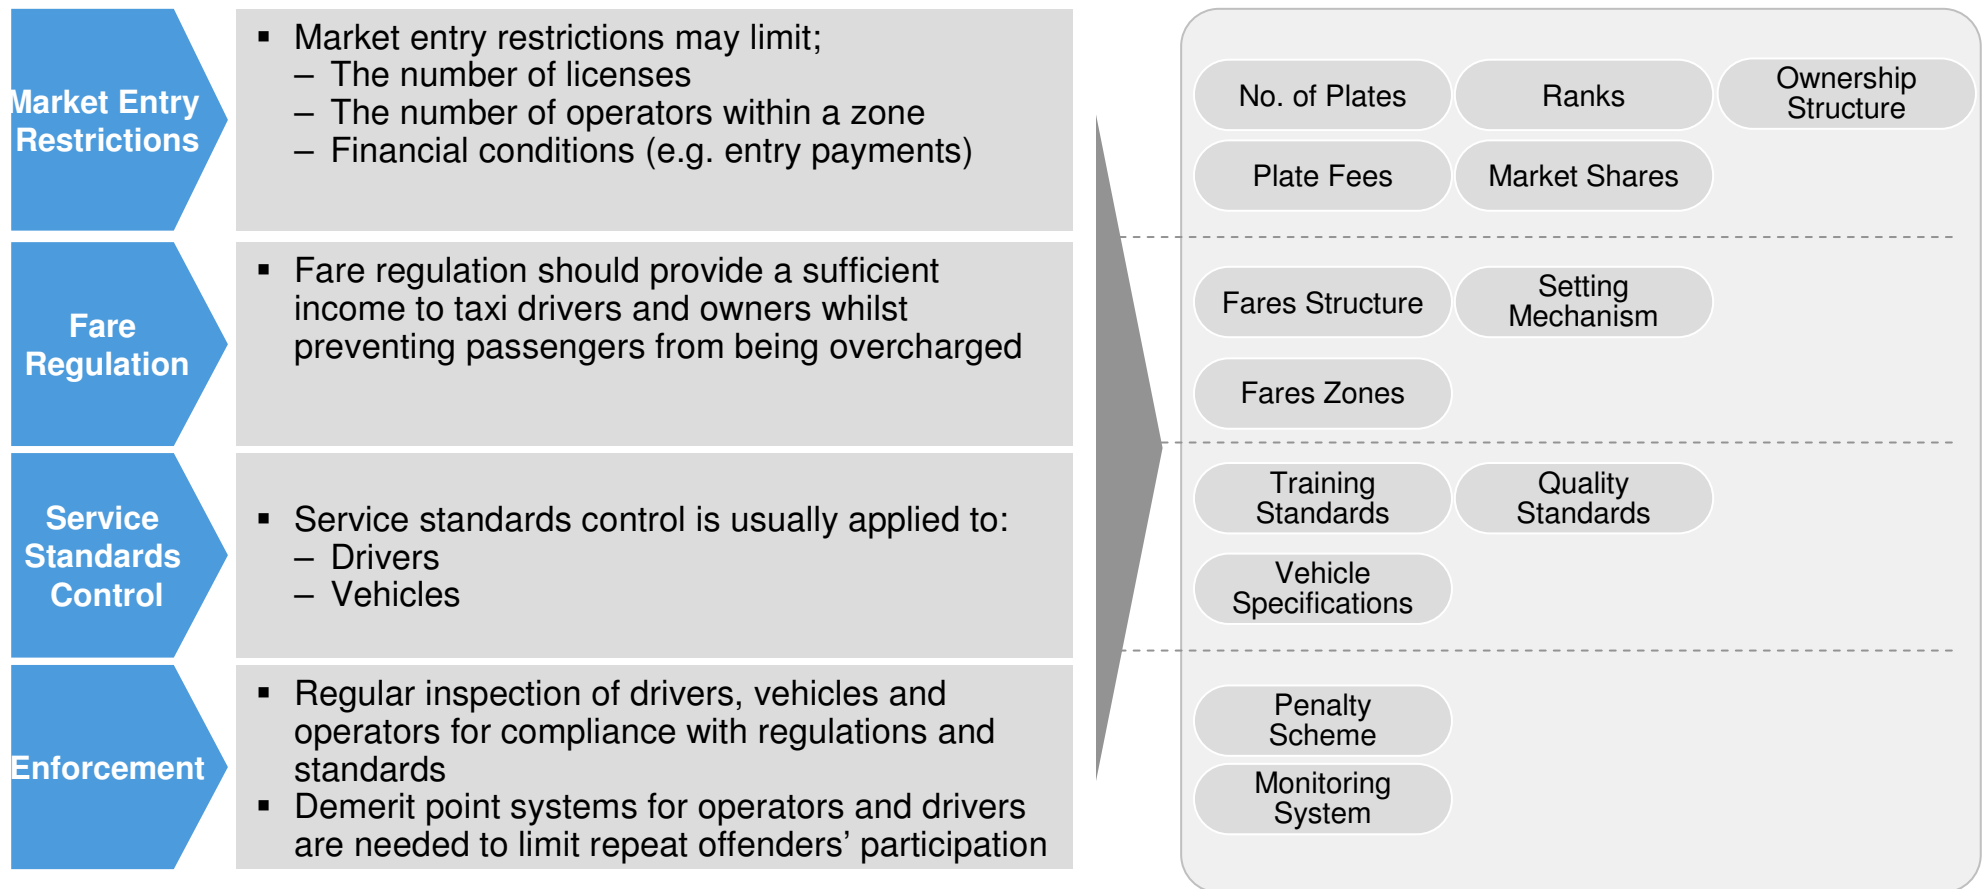 Market Entry
Restrictions
▪ Market entry restrictions may limit;
– The number of licenses
– The number of operators within a zone
– Financial conditions (e.g. entry payments)
No. of Plates
Ranks
Ownership
Structure
Plate Fees
Market Shares
Fare
Regulation
▪ Fare regulation should provide a sufficient
income to taxi drivers and owners whilst
preventing passengers from being overcharged
Fares Structure
Setting
Mechanism
Fares Zones
Service
Standards
Control
▪ Service standards control is usually applied to:
– Drivers
– Vehicles
Training
Standards
Quality
Standards
Vehicle
Specifications
Enforcement
▪ Regular inspection of drivers, vehicles and
operators for compliance with regulations and
standards
▪ Demerit point systems for operators and drivers
are needed to limit repeat offenders’ participation
Penalty
Scheme
Monitoring
System